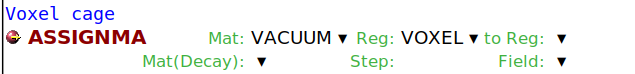 Voxel cage
ASSIGNMA Mat: VACUUM ▼ Reg: VOXEL ▼ to Reg: ▼
Mat(Decay): ▼ Step: Field: ▼